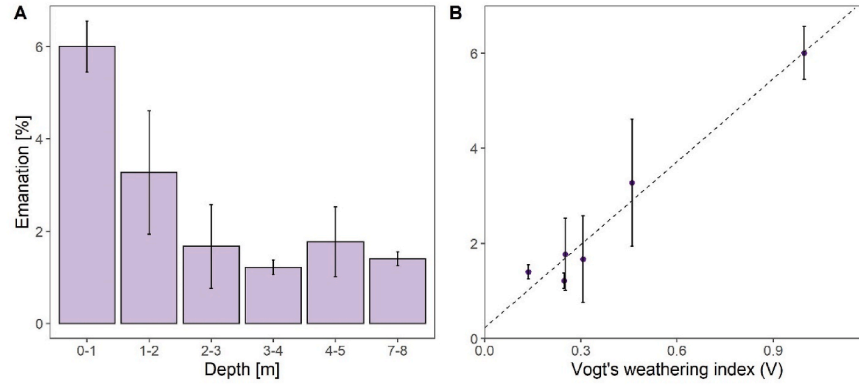 A
Emanation [%]
6
4
2
0
0-1 1-2 2-3 3-4 4-5 7-8
Depth [m]
B
6
4
2
0
0.0 0.3 0.6 0.9
Vogt's weathering index (V)